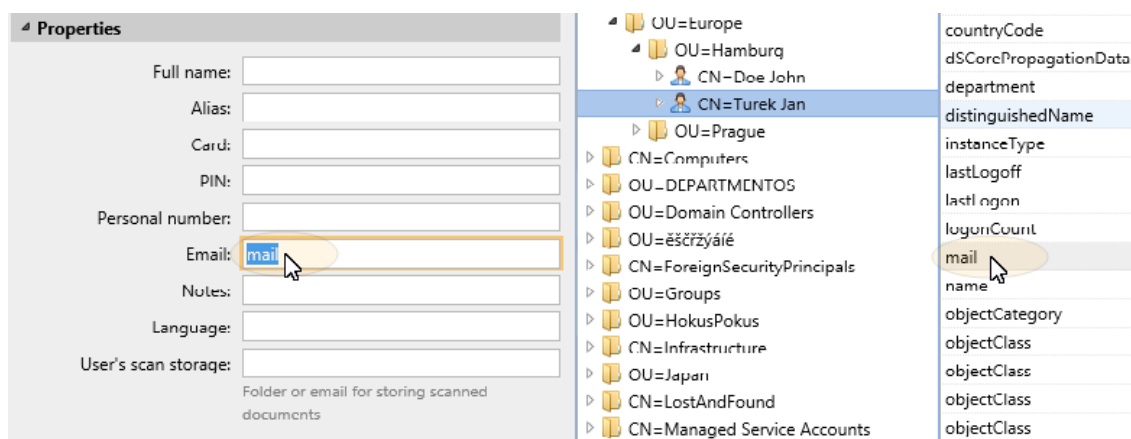 Properties
Full name:
Alias:
Card:
PIN:
Personal number:
Email: mail
Notes:
Language:
User's scan storage:
Folder or email for storing scanned
documents
OU=Europe
OU=Hamburg
CN=Doe John
CN=Turek Jan
OU=Prague
CN=Computers
OU=DEPARTMENTOS
OU=Domain Controllers
OU=ěščřžýáíé
CN=ForeignSecurityPrincipals
OU=Groups
OU=HokusPokus
CN=Infrastructure
OU=Japan
CN=LostAndFound
CN=Managed Service Accounts
countryCode
dSCorePropagationData
department
distinguishedName
instanceType
lastLogoff
lastLogon
logonCount
mail
name
objectCategory
objectClass
objectClass
objectClass
objectClass